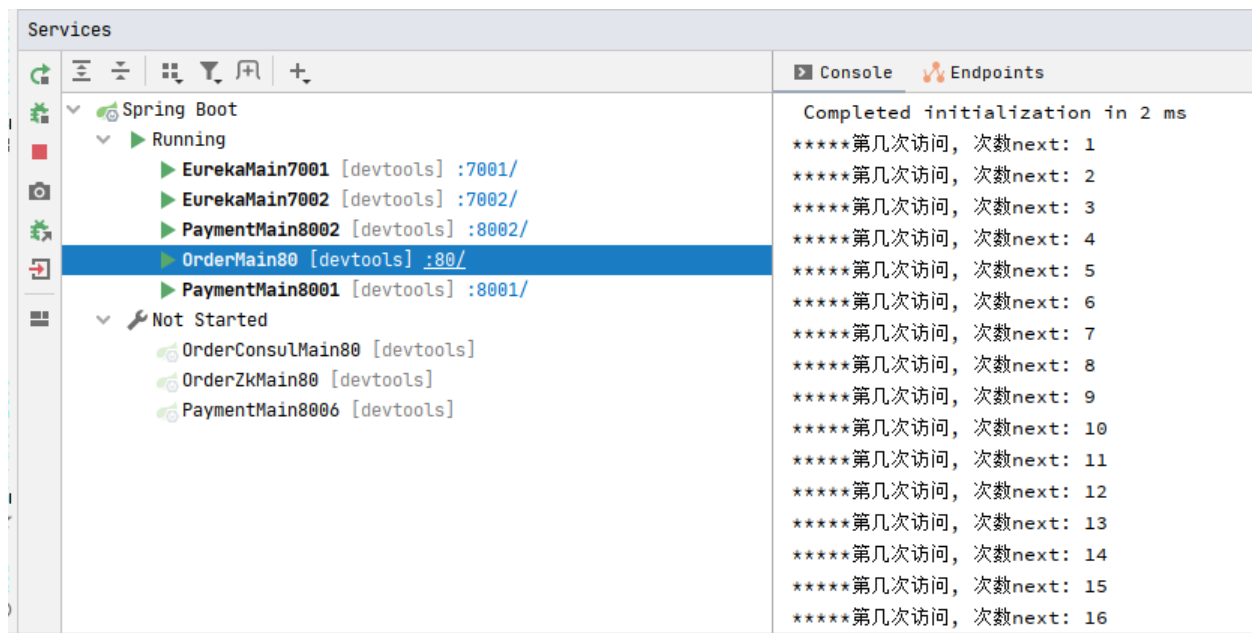 Services
Spring Boot
Running
EurekaMain7001 [devtools] :7001/
EurekaMain7002 [devtools] :7002/
PaymentMain8002 [devtools] :8002/
OrderMain80 [devtools] :80/
PaymentMain8001 [devtools] :8001/
Not Started
OrderConsulMain80 [devtools]
OrderZkMain80 [devtools]
PaymentMain8006 [devtools]
Console Endpoints
Completed initialization in 2 ms
*****第几次访问, 次数next: 1
*****第几次访问, 次数next: 2
*****第几次访问, 次数next: 3
*****第几次访问, 次数next: 4
*****第几次访问, 次数next: 5
*****第几次访问, 次数next: 6
*****第几次访问, 次数next: 7
*****第几次访问, 次数next: 8
*****第几次访问, 次数next: 9
*****第几次访问, 次数next: 10
*****第几次访问, 次数next: 11
*****第几次访问, 次数next: 12
*****第几次访问, 次数next: 13
*****第几次访问, 次数next: 14
*****第几次访问, 次数next: 15
*****第几次访问, 次数next: 16